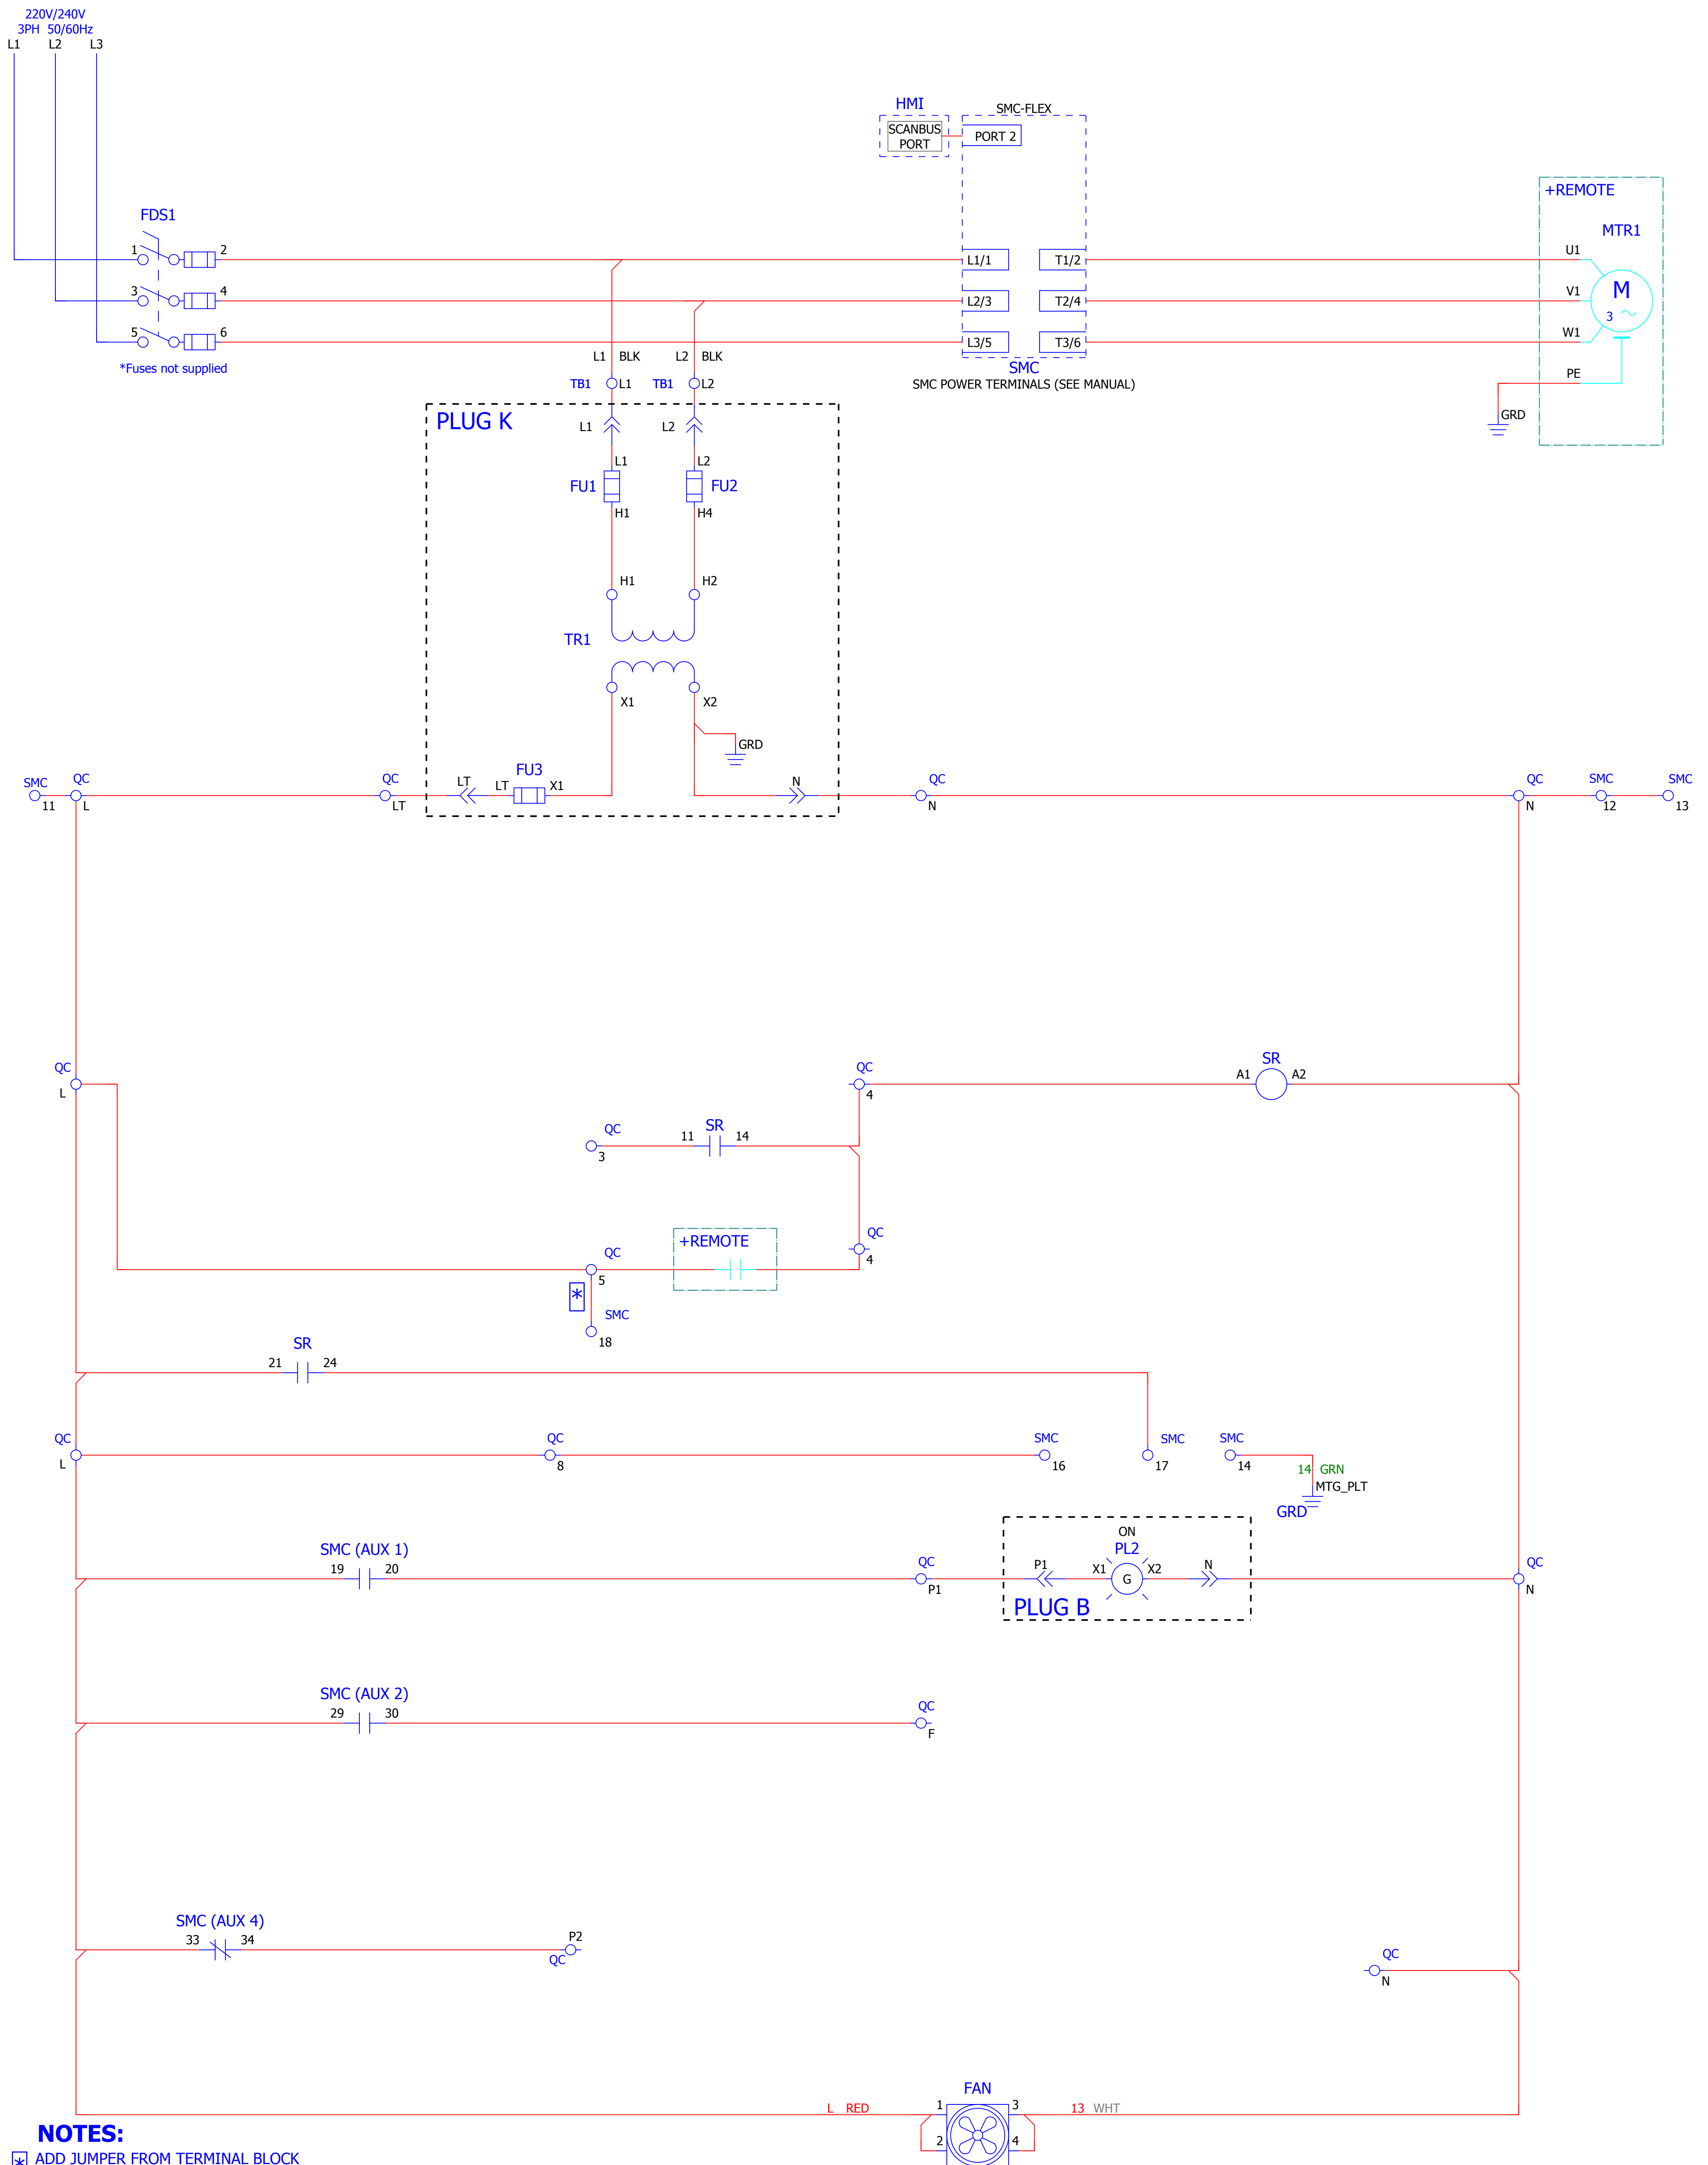 220V/240V
3PH 50/60Hz
L1 L2 L3
HMI
SMC-FLEX
SCANBUS
PORT
PORT 2
+REMOTE
MTR1
FDS1
1 2
L1/1 T1/2
U1
3 4
L2/3 T2/4
V1
M
3
5 6
L3/5 T3/6
W1
*Fuses not supplied
L1 BLK L2 BLK
SMC
SMC POWER TERMINALS (SEE MANUAL)
PE
GRD
TB1 L1 TB1 L2
PLUG K
L1 L2
L1 L2
FU1 FU2
H1 H4
H1 H2
TR1
X1 X2
GRD
SMC QC QC LT LT FU3 X1 N QC QC SMC SMC
11 L LT N N 12 13
QC QC SR
L 4 A1 A2
QC SR
3 11 14
QC
4
+REMOTE
QC
5
*
SMC
18
SR
21 24
QC QC SMC SMC SMC
L 8 16 17 14
14 GRN
MTG_PLT
GRD
ON
PL2
SMC (AUX 1)
19 20
QC
P1
P1 X1 G X2 N
PLUG B
QC
N
SMC (AUX 2)
29 30
QC
F
SMC (AUX 4)
33 34
P2
QC
QC
N
FAN
L RED 1 3 13 WHT
2 4
NOTES:
* ADD JUMPER FROM TERMINAL BLOCK